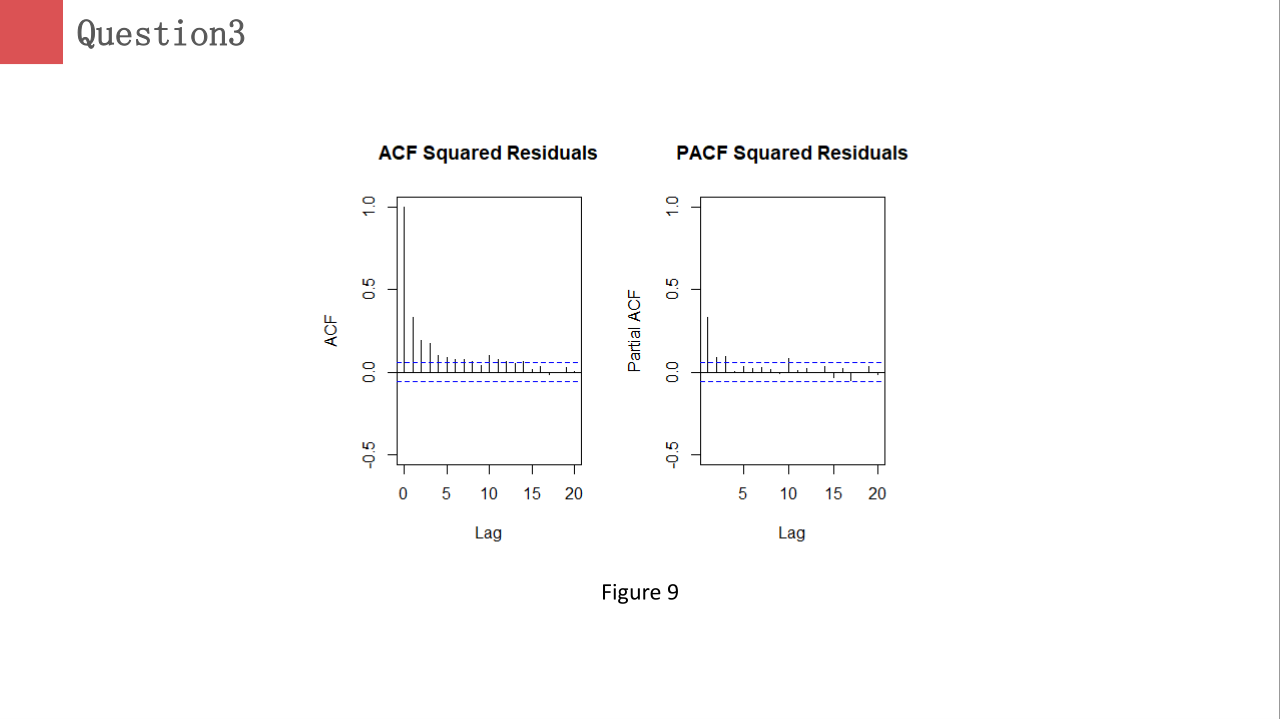 Question3
ACF Squared Residuals
ACF
1.0
0.5
0.0
-0.5
0 5 10 15 20
Lag
PACF Squared Residuals
Partial ACF
1.0
0.5
0.0
-0.5
5 10 15 20
Lag
Figure 9